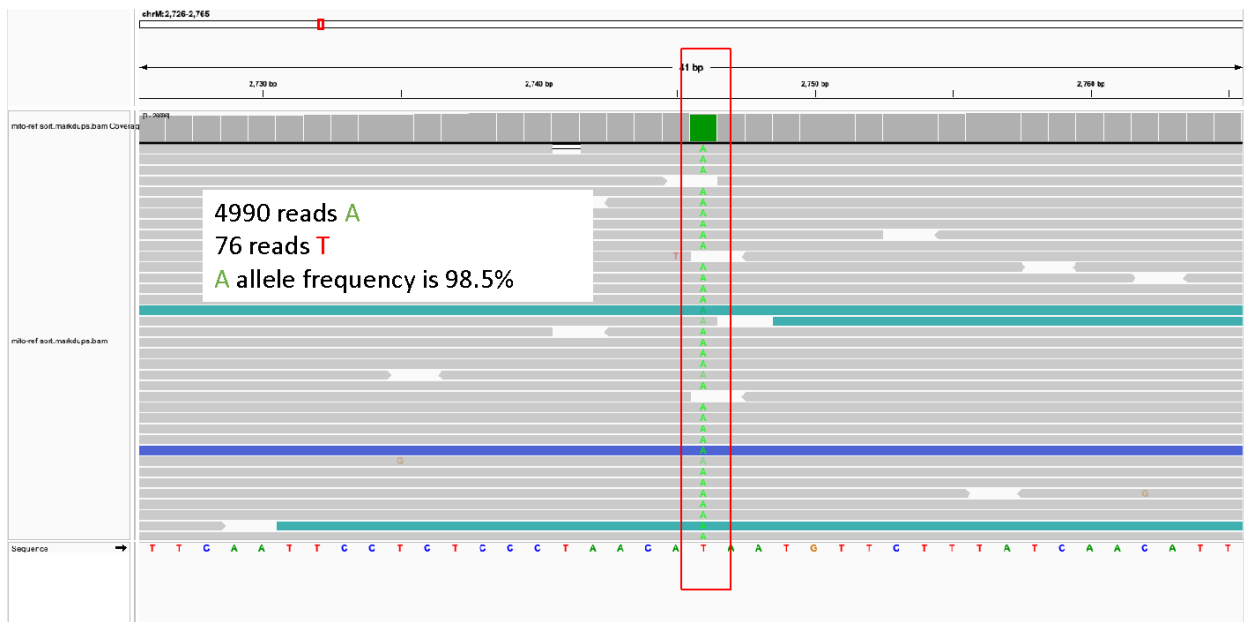 chrM:2,726-2,765
41 bp
2,730 bp 2,740 bp 2,750 bp 2,760 bp
mito-ref.sort.markdups.bam Coverag
4990 reads A
76 reads T
A allele frequency is 98.5%
T
mito-ref.sort.markdups.bam
G
G
Sequence T T C A A T T C C T C T C C C T A A C A T A A T G T T C T T T A T C A A C A T T